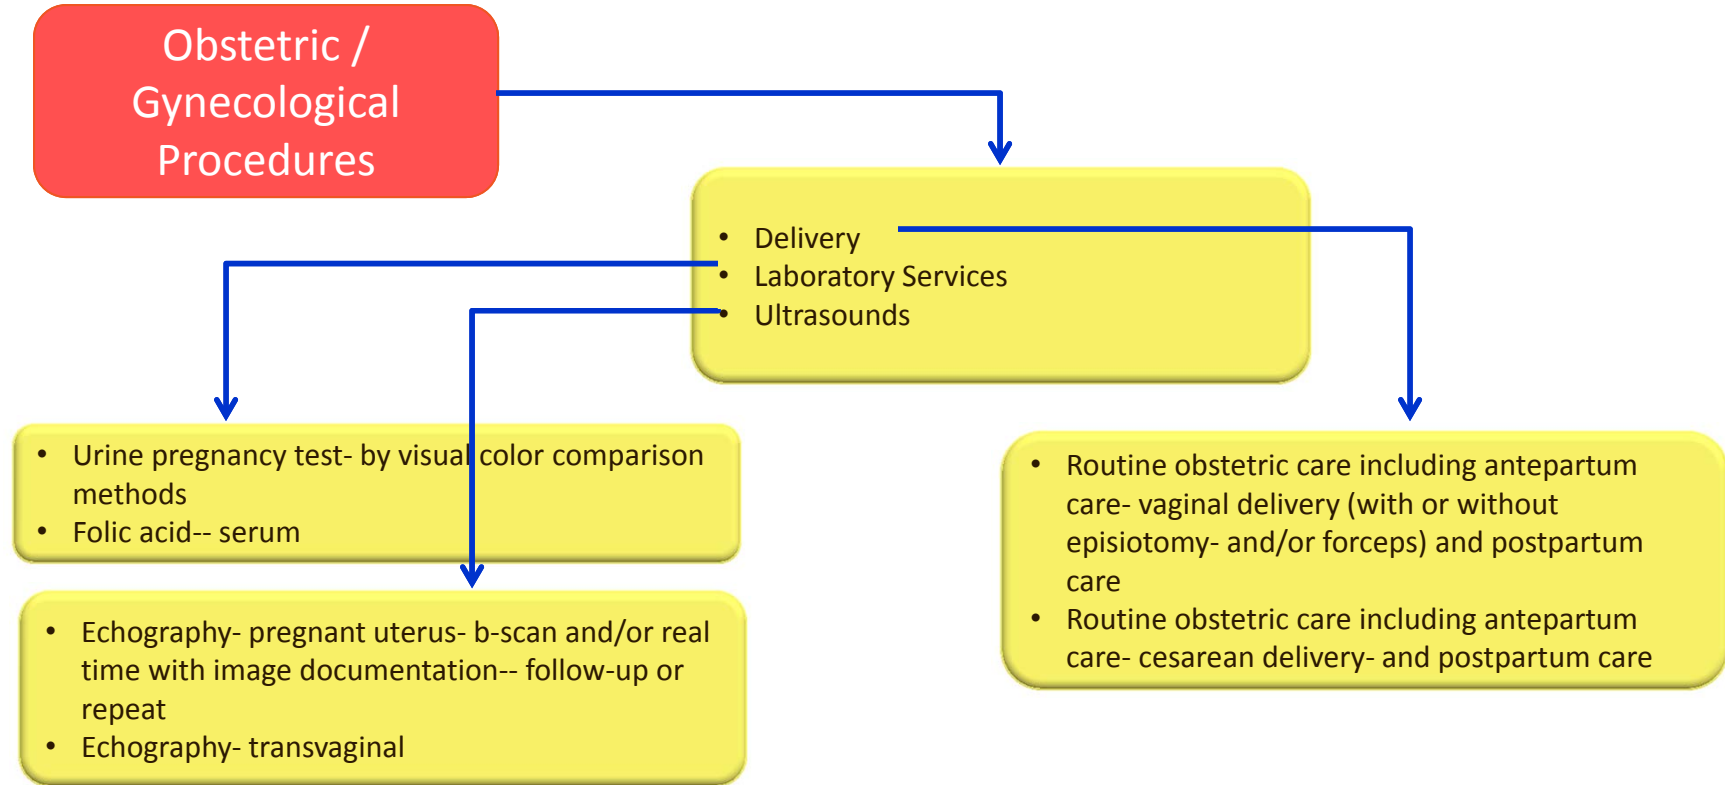 Obstetric /
Gynecological
Procedures
• Delivery
• Laboratory Services
• Ultrasounds
• Urine pregnancy test- by visual color comparison
methods
• Folic acid-- serum
• Routine obstetric care including antepartum
care- vaginal delivery (with or without
episiotomy- and/or forceps) and postpartum
care
• Routine obstetric care including antepartum
care- cesarean delivery- and postpartum care
• Echography- pregnant uterus- b-scan and/or real
time with image documentation-- follow-up or
repeat
• Echography- transvaginal